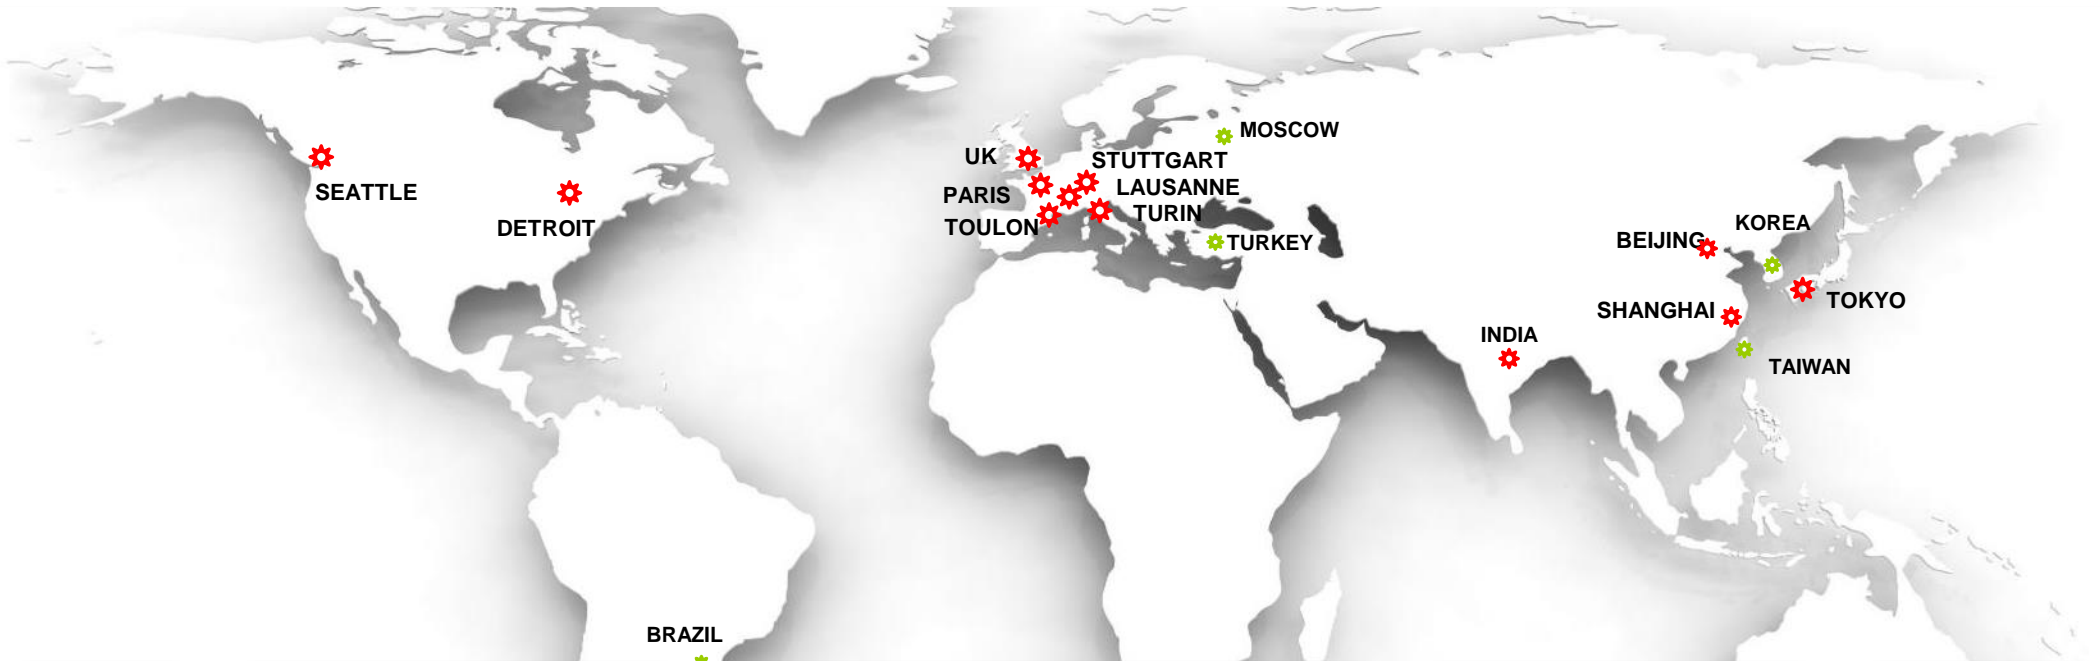 MOSCOW
UK
STUTTGART
SEATTLE
PARIS
LAUSANNE
TURIN
DETROIT
TOULON
TURKEY
KOREA
BEIJING
TOKYO
SHANGHAI
INDIA
TAIWAN
BRAZIL